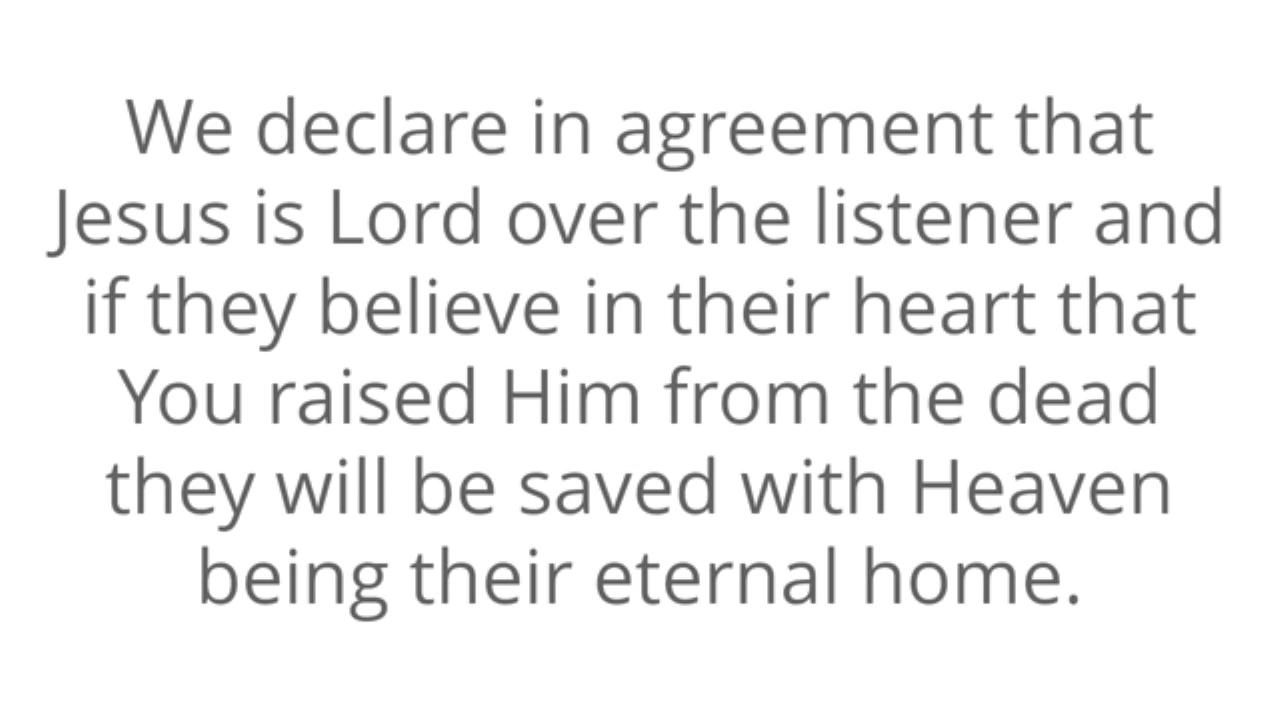 We declare in agreement that
Jesus is Lord over the listener and
if they believe in their heart that
You raised Him from the dead
they will be saved with Heaven
being their eternal home.